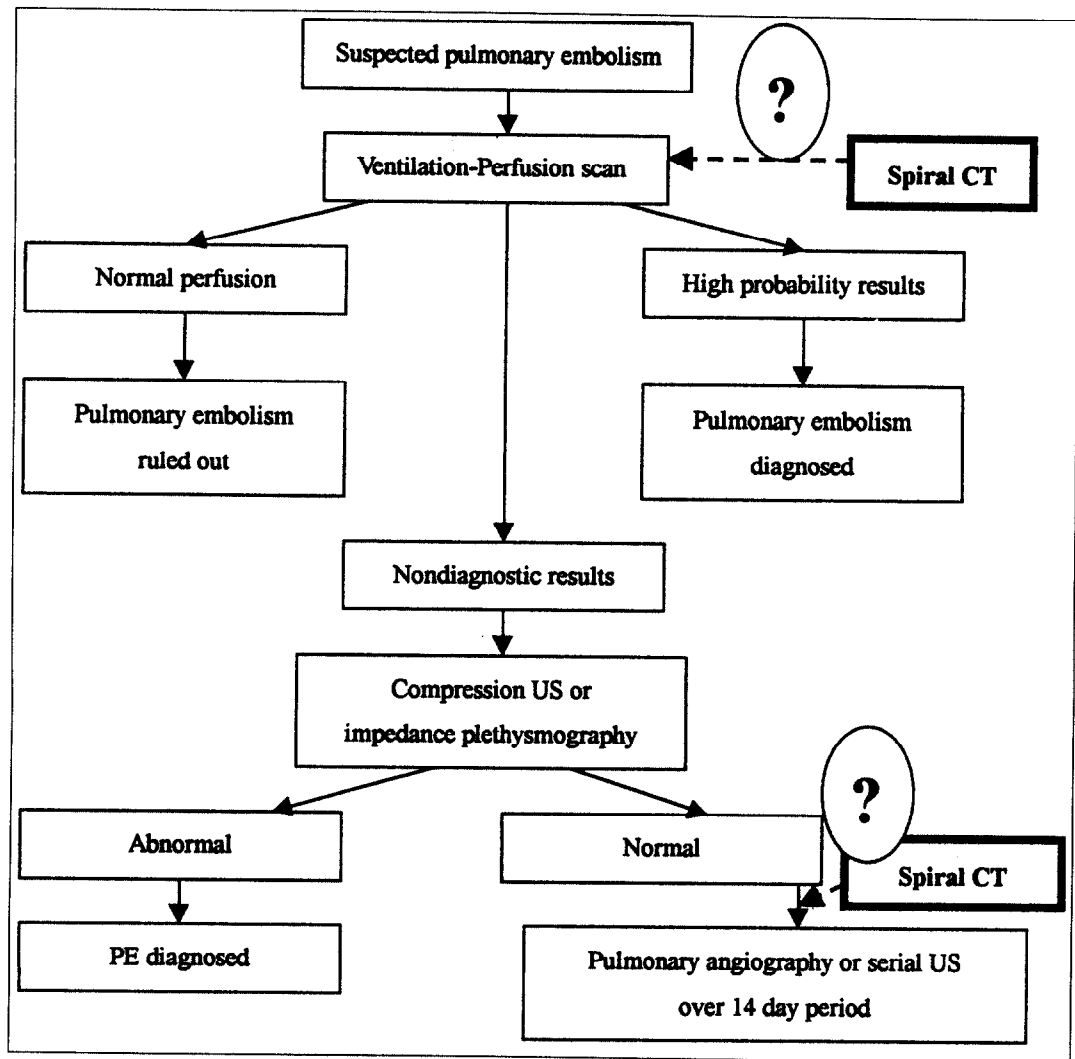 Suspected pulmonary embolism
?
Ventilation-Perfusion scan
Spiral CT
Normal perfusion
High probability results
Pulmonary embolism
ruled out
Pulmonary embolism
diagnosed
Nondiagnostic results
Compression US or
impedance plethysmography
?
Abnormal
Normal
Spiral CT
PE diagnosed
Pulmonary angiography or serial US
over 14 day period